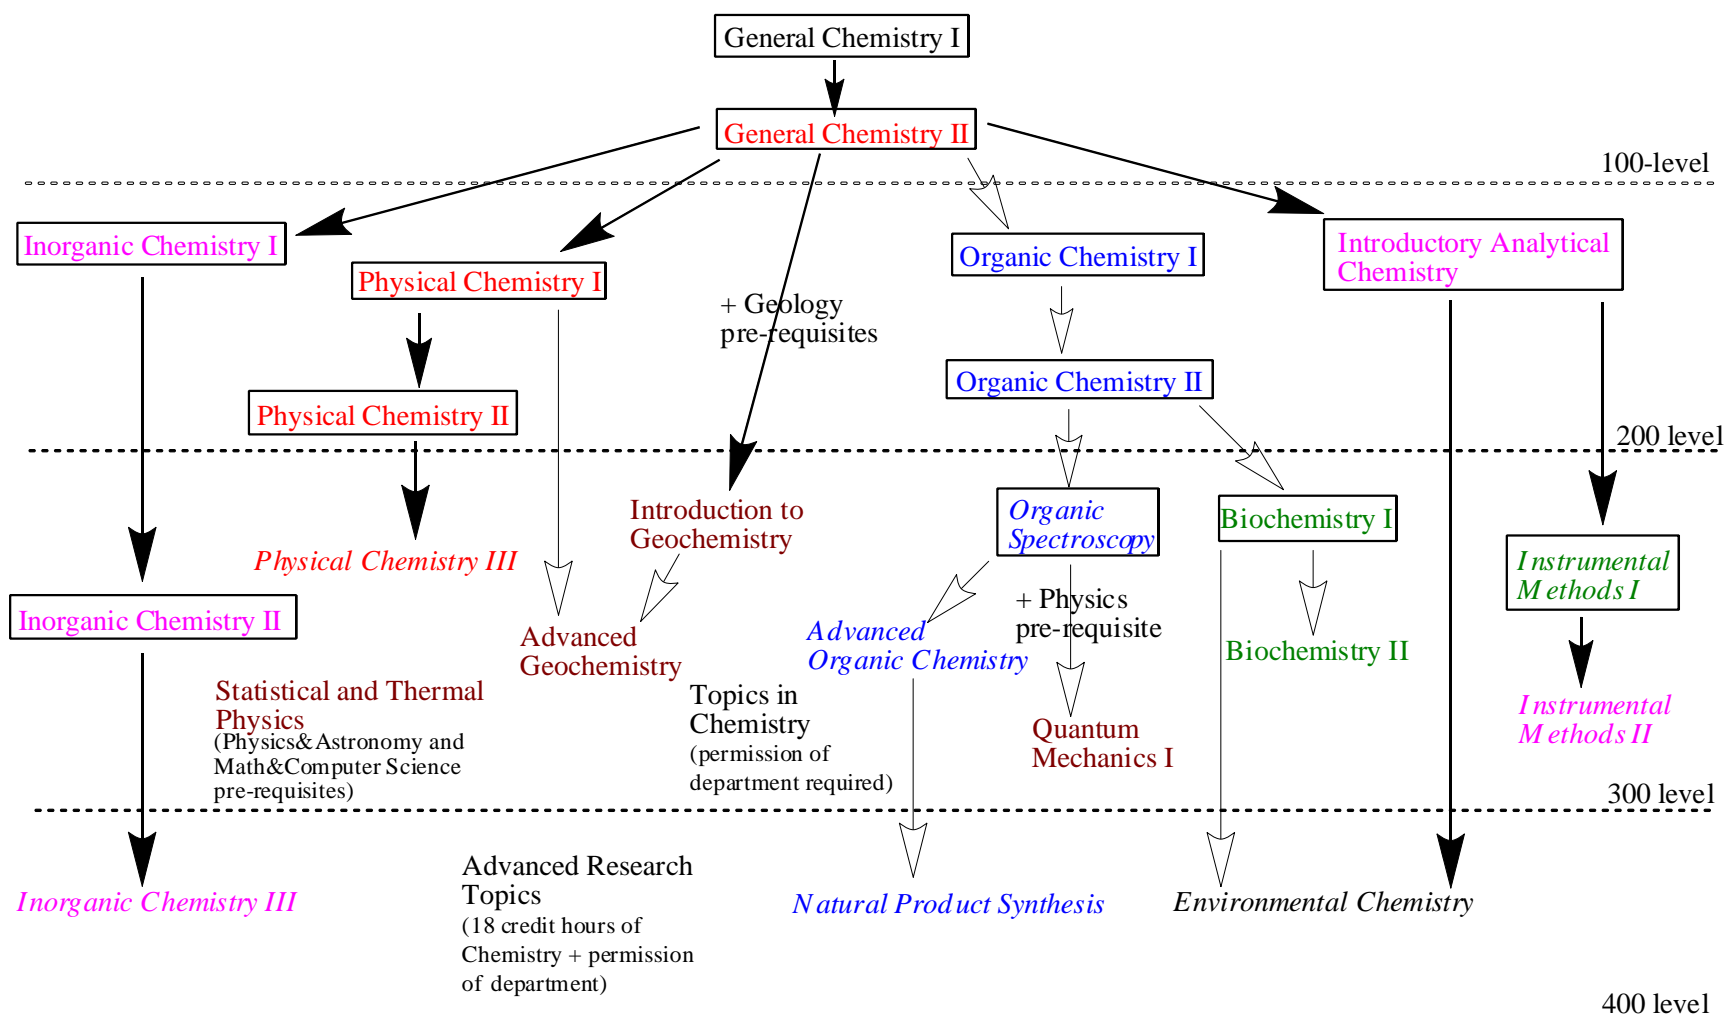 General Chemistry I
General Chemistry II
100-level
Inorganic Chemistry I
Physical Chemistry I
Organic Chemistry I
Introductory Analytical
Chemistry
+ Geology
pre-requisites
Organic Chemistry II
Physical Chemistry II
200 level
Physical Chemistry III
Introduction to
Geochemistry
Organic
Spectroscopy
Biochemistry I
Instrumental
Methods I
Inorganic Chemistry II
Advanced
Geochemistry
+ Physics
pre-requisite
Advanced
Organic Chemistry
Biochemistry II
Statistical and Thermal
Physics
(Physics&Astronomy and
Math&Computer Science
pre-requisites)
Topics in
Chemistry
(permission of
department required)
Quantum
Mechanics I
Instrumental
Methods II
300 level
Inorganic Chemistry III
Advanced Research
Topics
(18 credit hours of
Chemistry + permission
of department)
Natural Product Synthesis
Environmental Chemistry
400 level